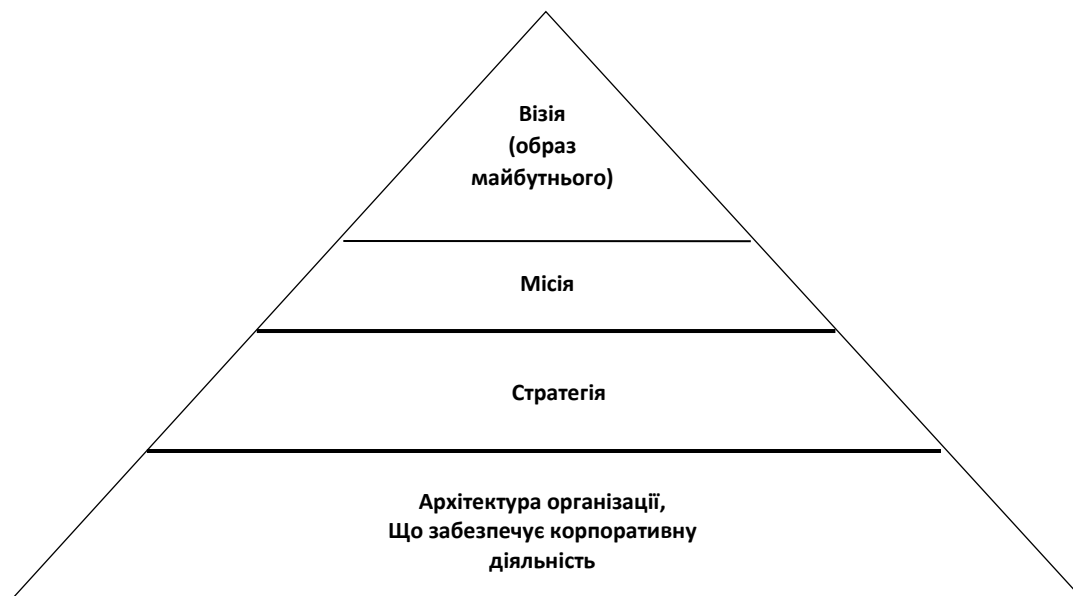 Візія
(образ
майбутнього)
Місія
Стратегія
Архітектура організації,
Що забезпечує корпоративну
діяльність